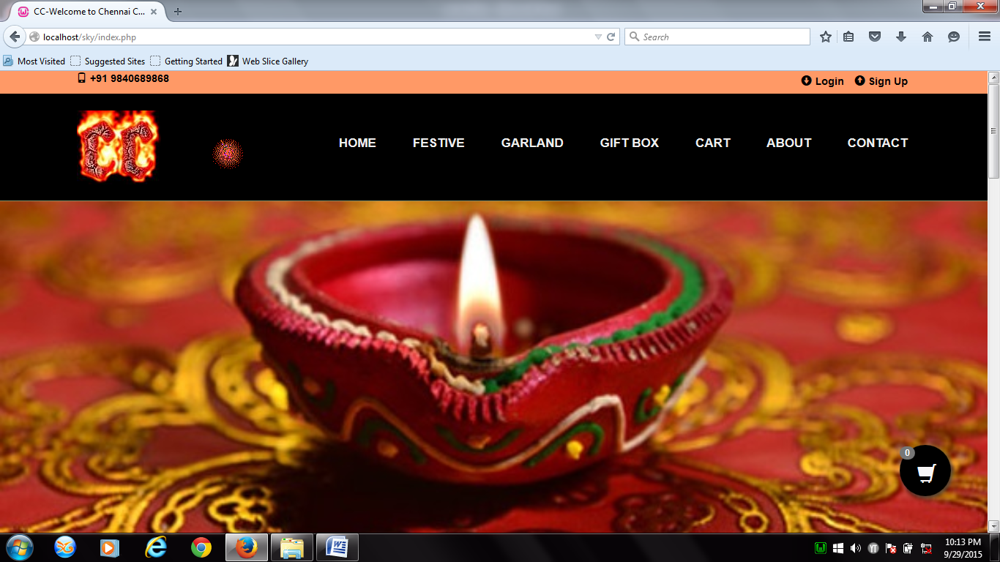 CC-Welcome to Chennai C...
localhost/sky/index.php
Search
Most Visited Suggested Sites Getting Started Web Slice Gallery
+91 9840689868 Login Sign Up
CC HOME FESTIVE GARLAND GIFT BOX CART ABOUT CONTACT
0
10:13 PM
9/29/2015